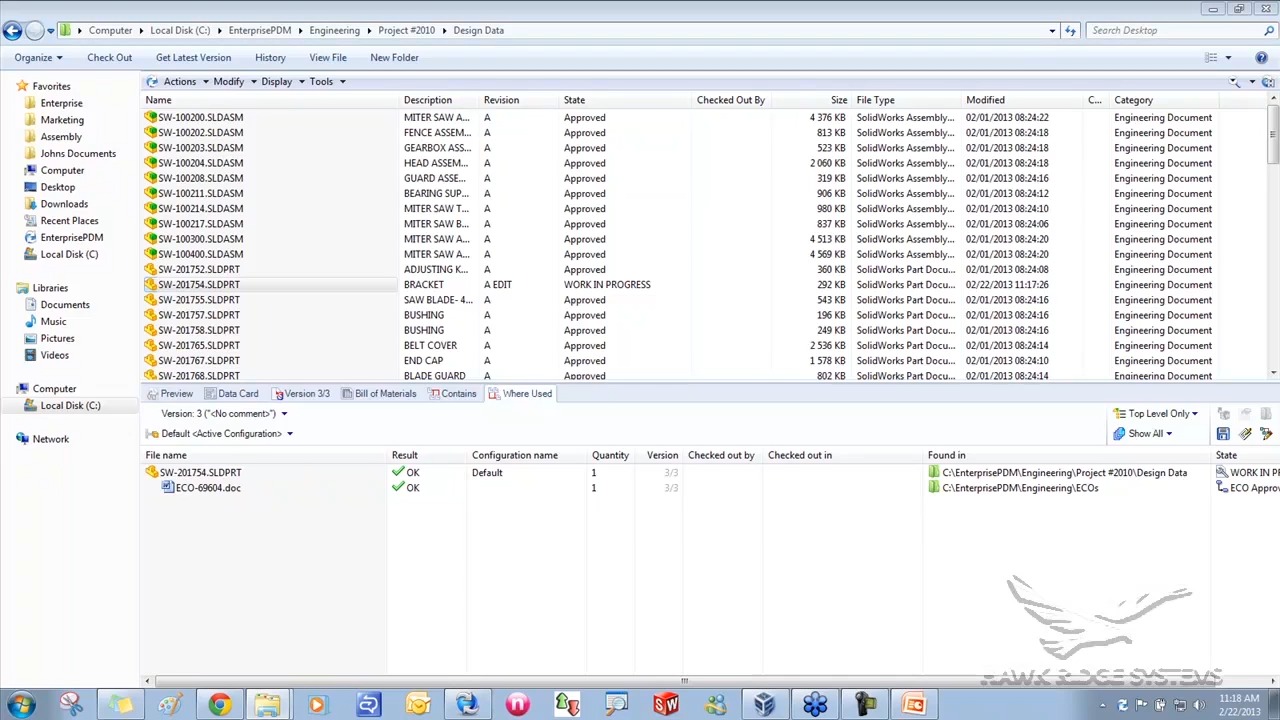 Computer Local Disk (C:) EnterprisePDM Engineering Project #2010 Design Data Search Desktop
Organize Check Out Get Latest Version History View File New Folder
Favorites
Enterprise
Marketing
Assembly
Johns Documents
Computer
Desktop
Downloads
Recent Places
EnterprisePDM
Local Disk (C:)
Libraries
Documents
Music
Pictures
Videos
Computer
Local Disk (C:)
Network
Actions Modify Display Tools
Name Description Revision State Checked Out By Size File Type Modified C... Category
SW-100200.SLDASM MITER SAW A... A Approved 4 376 KB SolidWorks Assembly... 02/01/2013 08:24:22 Engineering Document
SW-100202.SLDASM FENCE ASSEM... A Approved 813 KB SolidWorks Assembly... 02/01/2013 08:24:18 Engineering Document
SW-100203.SLDASM GEARBOX ASS... A Approved 523 KB SolidWorks Assembly... 02/01/2013 08:24:18 Engineering Document
SW-100204.SLDASM HEAD ASSEM... A Approved 2 060 KB SolidWorks Assembly... 02/01/2013 08:24:18 Engineering Document
SW-100208.SLDASM GUARD ASSE... A Approved 319 KB SolidWorks Assembly... 02/01/2013 08:24:16 Engineering Document
SW-100211.SLDASM BEARING SUP... A Approved 906 KB SolidWorks Assembly... 02/01/2013 08:24:12 Engineering Document
SW-100214.SLDASM MITER SAW T... A Approved 980 KB SolidWorks Assembly... 02/01/2013 08:24:10 Engineering Document
SW-100217.SLDASM MITER SAW B... A Approved 837 KB SolidWorks Assembly... 02/01/2013 08:24:06 Engineering Document
SW-100300.SLDASM MITER SAW A... A Approved 4 513 KB SolidWorks Assembly... 02/01/2013 08:24:20 Engineering Document
SW-100400.SLDASM MITER SAW A... A Approved 4 569 KB SolidWorks Assembly... 02/01/2013 08:24:20 Engineering Document
SW-201752.SLDPRT ADJUSTING K... A Approved 360 KB SolidWorks Part Docu... 02/01/2013 08:24:08 Engineering Document
SW-201754.SLDPRT BRACKET A EDIT WORK IN PROGRESS 292 KB SolidWorks Part Docu... 02/22/2013 11:17:26 Engineering Document
SW-201755.SLDPRT SAW BLADE- 4... A Approved 543 KB SolidWorks Part Docu... 02/01/2013 08:24:16 Engineering Document
SW-201757.SLDPRT BUSHING A Approved 196 KB SolidWorks Part Docu... 02/01/2013 08:24:16 Engineering Document
SW-201758.SLDPRT BUSHING A Approved 249 KB SolidWorks Part Docu... 02/01/2013 08:24:16 Engineering Document
SW-201765.SLDPRT BELT COVER A Approved 2 536 KB SolidWorks Part Docu... 02/01/2013 08:24:14 Engineering Document
SW-201767.SLDPRT END CAP A Approved 1 578 KB SolidWorks Part Docu... 02/01/2013 08:24:10 Engineering Document
SW-201768.SLDPRT BLADE GUARD A Approved 802 KB SolidWorks Part Docu... 02/01/2013 08:24:14 Engineering Document
Preview Data Card Version 3/3 Bill of Materials Contains Where Used
Version: 3 ("<No comment>") Top Level Only
Default <Active Configuration> Show All
File name Result Configuration name Quantity Version Checked out by Checked out in Found in State
SW-201754.SLDPRT OK Default 1 3/3 C:\EnterprisePDM\Engineering\Project #2010\Design Data WORK IN P
ECO-69604.doc OK 1 3/3 C:\EnterprisePDM\Engineering\ECOs ECO Approv
HAWK RIDGE SYSTEMS
11:18 AM
2/22/2013